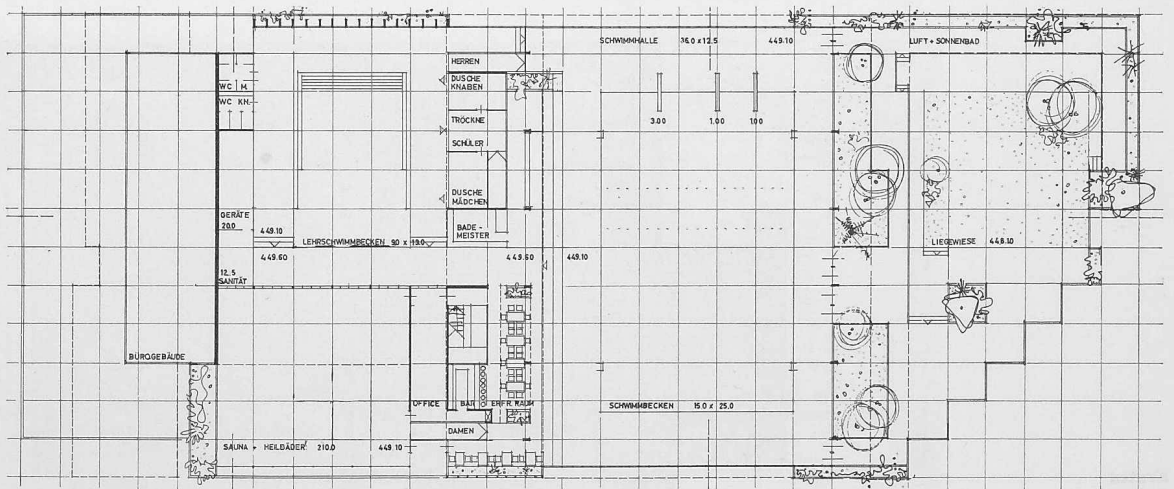 SCHWIMMHALLE 36.0 x 12.5 449.10
LUFT + SONNENBAD
HERREN
DUSCHE
KNABEN
WC M.
WC KN.
3.00 1.00 1.00
TRÖCKNE
SCHÜLER
DUSCHE
MÄDCHEN
GERÄTE
20.0
BADE-
MEISTER
449.10
LEHRSCHWIMMBECKEN 9.0 x 19.0
LIEGEWIESE 448.10
449.60
449.60
449.10
12.5
SANITÄT
BÜROGEBÄUDE
OFFICE
BAR
ERFR. RAUM
SCHWIMMBECKEN 15.0 x 25.0
DAMEN
SAUNA + HEILBÄDER 210.0 449.10